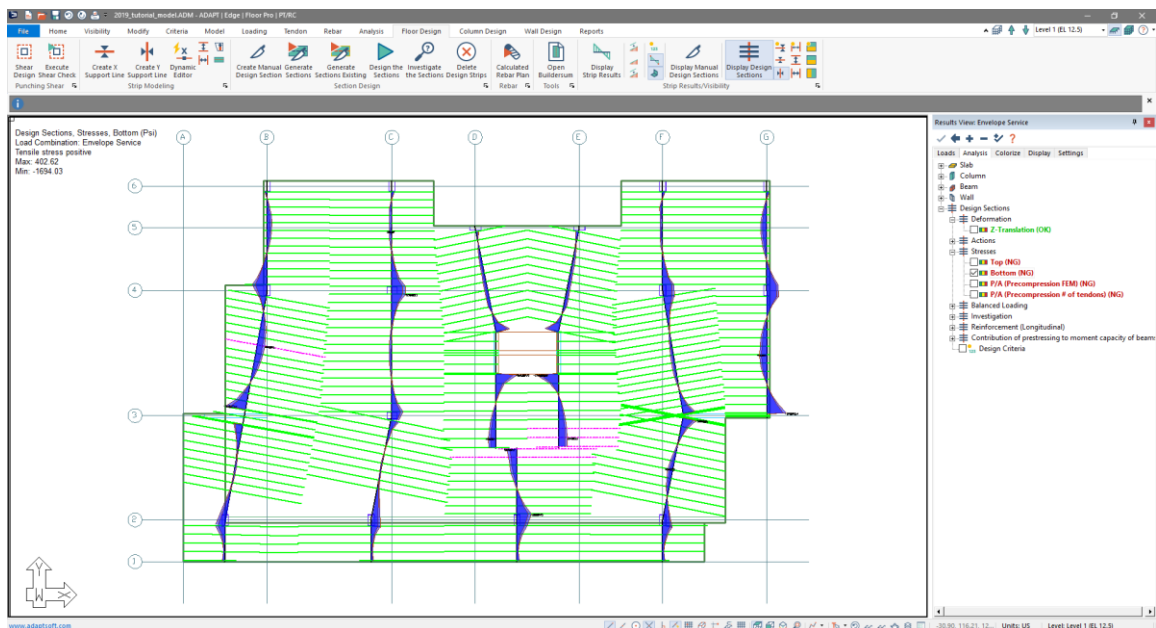 2019_tutorial_model.ADM - ADAPT | Edge | Floor Pro | PT/RC
File Home Visibility Modify Criteria Model Loading Tendon Rebar Analysis Floor Design Column Design Wall Design Reports
Level 1 (EL 12.5)
Shear Execute Create X Create Y Dynamic Create Manual Generate Generate Design the Investigate Delete Calculated Open Display Display Manual Display Design
Design Shear Check Support Line Support Line Editor Design Section Sections Sections Existing Sections the Sections Design Strips Rebar Plan Buildersum Strip Results Design Sections Sections
Punching Shear Strip Modeling Section Design Rebar Tools Strip Results/Visibility
Design Sections, Stresses, Bottom (Psi)
Load Combination: Envelope Service
Tensile stress positive
Max: 402.62
Min: -1694.03
A B C D E F G
6
5
4
3
2
1
Y
W X
Results View: Envelope Service
Loads Analysis Colorize Display Settings
Slab
Column
Beam
Wall
Design Sections
Deformation
Z-Translation (OK)
Actions
Stresses
Top (NG)
Bottom (NG)
P/A (Precompression FEM) (NG)
P/A (Precompression # of tendons) (NG)
Balanced Loading
Investigation
Reinforcement (Longitudinal)
Contribution of prestressing to moment capacity of beams
Design Criteria
www.adaptsoft.com
-30.90, 116.21, 12... Units: US Level: Level 1 (EL 12.5)